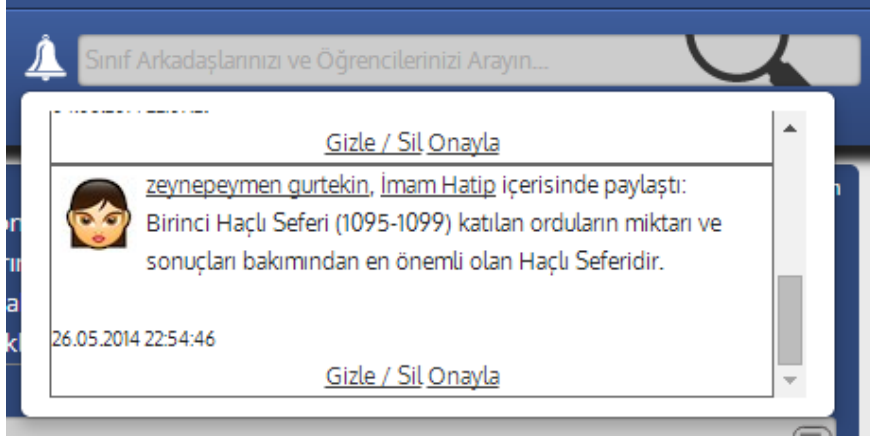 Sınıf Arkadaşlarınızı ve Öğrencilerinizi Arayın...
Gizle / Sil Onayla
zeynepeymen gurtekin, İmam Hatip içerisinde paylaştı:
Birinci Haçlı Seferi (1095-1099) katılan orduların miktarı ve
sonuçları bakımından en önemli olan Haçlı Seferidir.
26.05.2014 22:54:46
Gizle / Sil Onayla